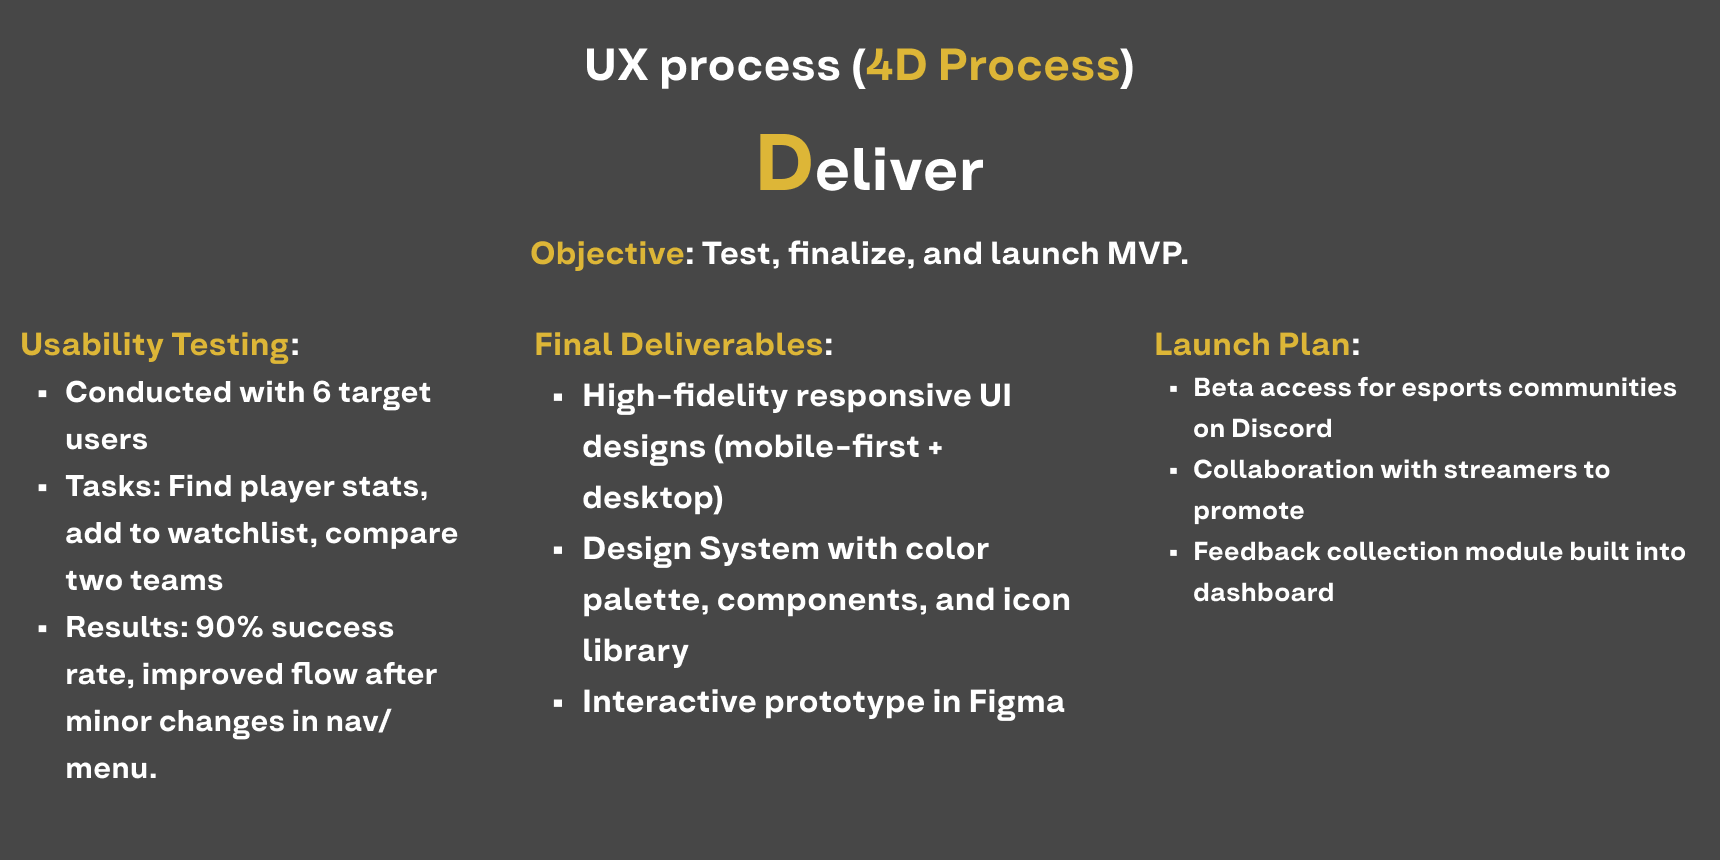 UX process (4D Process)
Deliver
Objective: Test, finalize, and launch MVP.
Usability Testing:
▪ Conducted with 6 target
users
▪ Tasks: Find player stats,
add to watchlist, compare
two teams
▪ Results: 90% success
rate, improved flow after
minor changes in nav/
menu.
Final Deliverables:
▪ High-fidelity responsive UI
designs (mobile-first +
desktop)
▪ Design System with color
palette, components, and icon
library
▪ Interactive prototype in Figma
Launch Plan:
▪ Beta access for esports communities
on Discord
▪ Collaboration with streamers to
promote
▪ Feedback collection module built into
dashboard